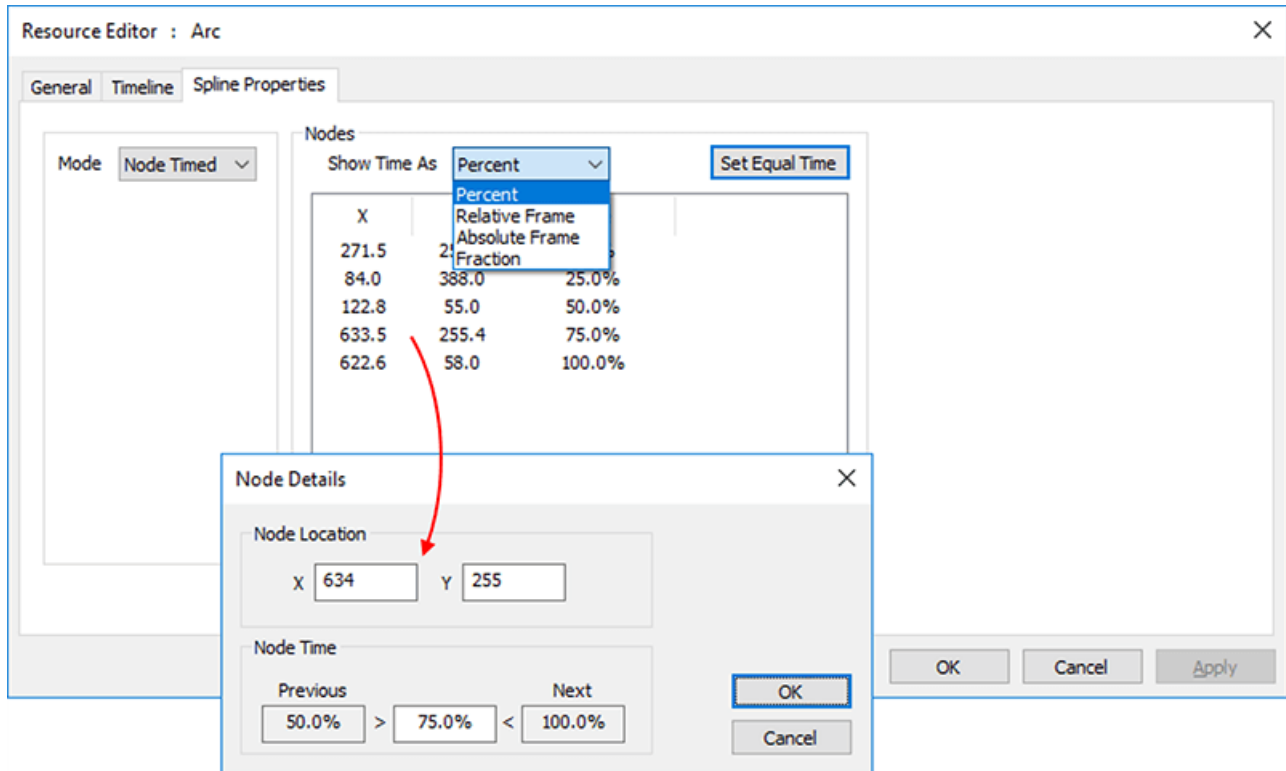 Resource Editor : Arc
General Timeline Spline Properties
Nodes
Mode Node Timed Show Time As Percent Set Equal Time
Percent
X Relative Frame
Absolute Frame
271.5 Fraction
84.0 388.0 25.0%
122.8 55.0 50.0%
633.5 255.4 75.0%
622.6 58.0 100.0%
Node Details
Node Location
X 634 Y 255
Node Time
OK Cancel Apply
Previous Next OK
50.0% > 75.0% < 100.0%
Cancel